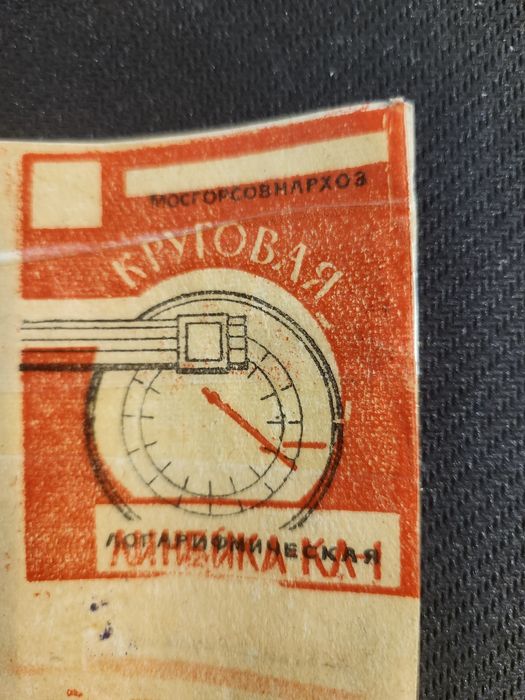 МОСГОРСОВНАРХОЗ
КРУГОВАЯ
ЛОГАРИФМИЧЕСКАЯ
ЛИНЕЙКА КЛ-1